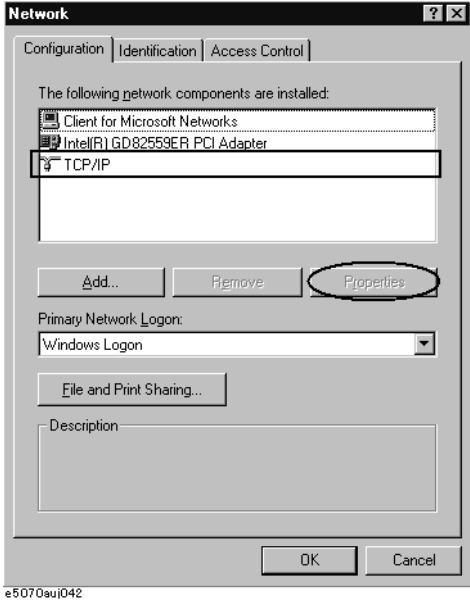 Network
Configuration Identification Access Control
The following network components are installed:
Client for Microsoft Networks
Intel(R) GD82559ER PCI Adapter
TCP/IP
Add... Remove Properties
Primary Network Logon:
Windows Logon
File and Print Sharing...
Description
OK Cancel
e5070auj042